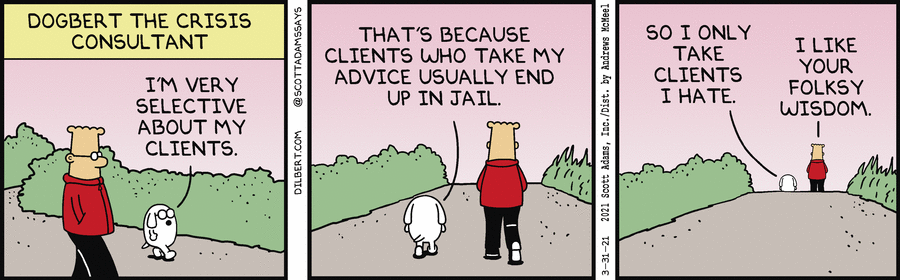 DOGBERT THE CRISIS
CONSULTANT
I'M VERY
SELECTIVE
ABOUT MY
CLIENTS.
DILBERT.COM
@SCOTTADAMSSAYS
THAT'S BECAUSE
CLIENTS WHO TAKE MY
ADVICE USUALLY END
UP IN JAIL.
3-31-21 2021 Scott Adams, Inc./Dist. by Andrews McMeel
SO I ONLY
TAKE
CLIENTS
I HATE.
I LIKE
YOUR
FOLKSY
WISDOM.